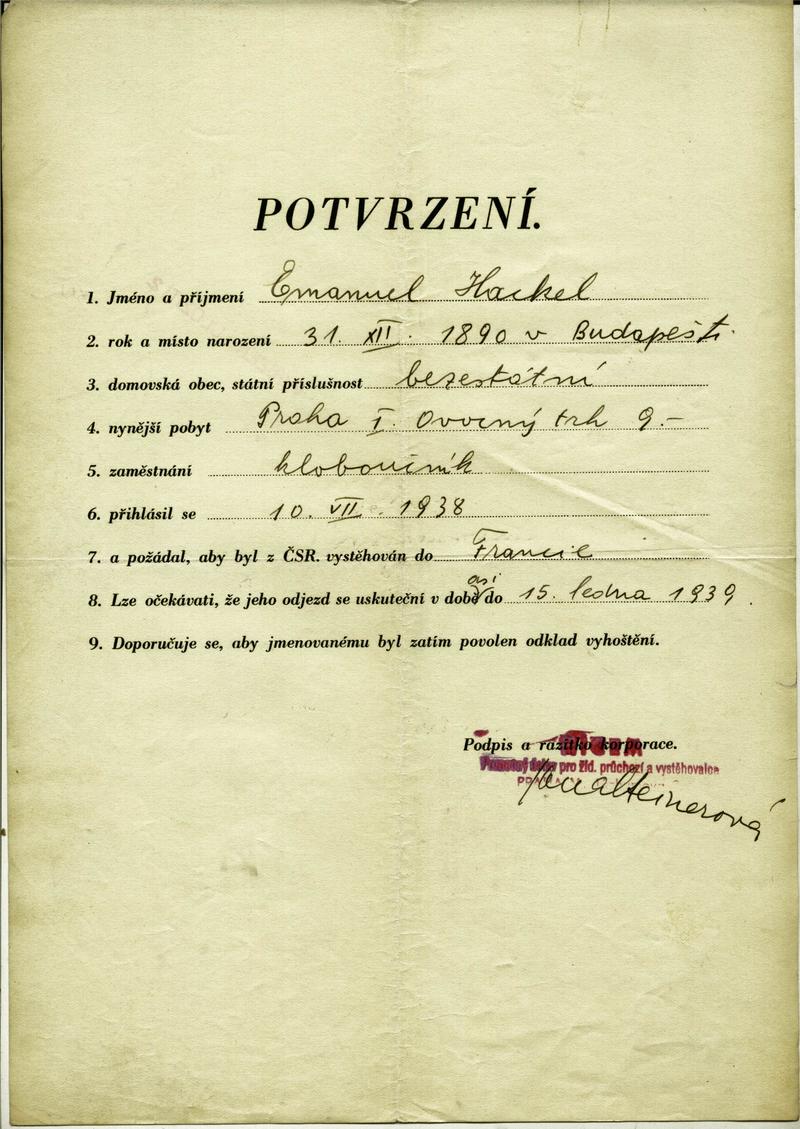 POTVRZENÍ.
1. Jméno a příjmení Emanuel Hackel
2. rok a místo narození 31. XII. 1890 v Budapešti.
3. domovská obec, státní příslušnost bezestátní
4. nynější pobyt Praha I. Ovocný trh 9.-
5. zaměstnání kloboučník
6. přihlásil se 10. VII. 1938
7. a požádal, aby byl z ČSR. vystěhován do Francie
asi
8. Lze očekávati, že jeho odjezd se uskuteční v době do 15. ledna 1939.
9. Doporučuje se, aby jmenovanému byl zatím povolen odklad vyhoštění.
Podpis a razítko korporace.
pro žid. průchozí a vystěhovalce